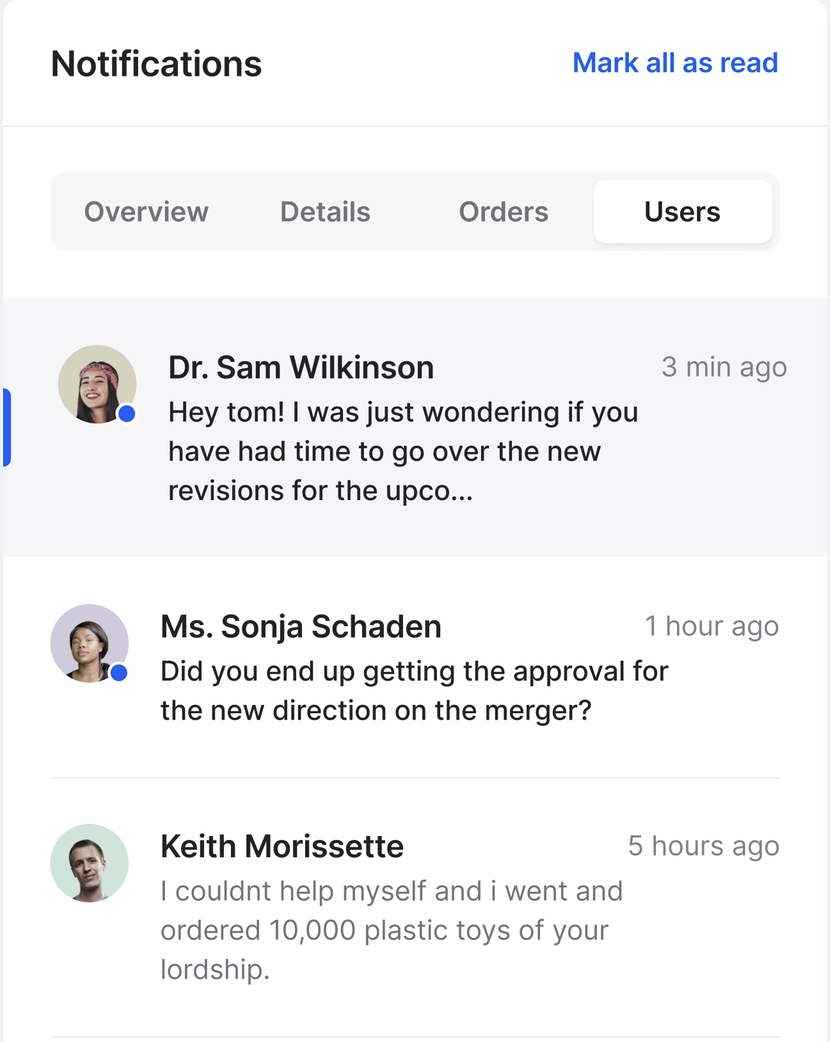 Notifications
Mark all as read
Overview
Details
Orders
Users
Dr. Sam Wilkinson
3 min ago
Hey tom! I was just wondering if you
have had time to go over the new
revisions for the upco...
Ms. Sonja Schaden
1 hour ago
Did you end up getting the approval for
the new direction on the merger?
Keith Morissette
5 hours ago
I couldnt help myself and i went and
ordered 10,000 plastic toys of your
lordship.